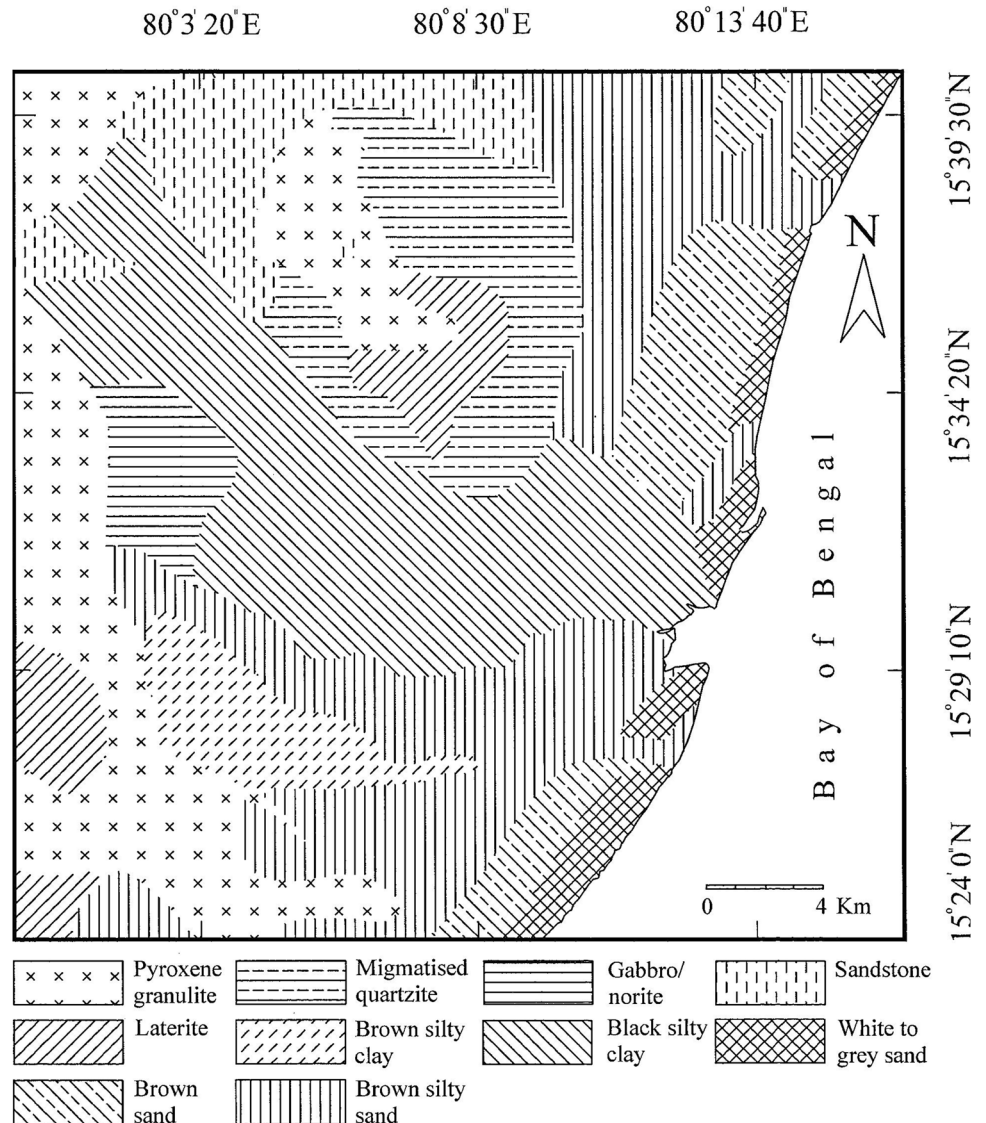 80°3'20"E 80°8'30"E 80°13'40"E
15°39'30"N
N
15°34'20"N
Bay of Bengal
15°29'10"N
15°24'0"N
0 4 Km
Pyroxene granulite
Migmatised quartzite
Gabbro/ norite
Sandstone
Laterite
Brown silty clay
Black silty clay
White to grey sand
Brown sand
Brown silty sand